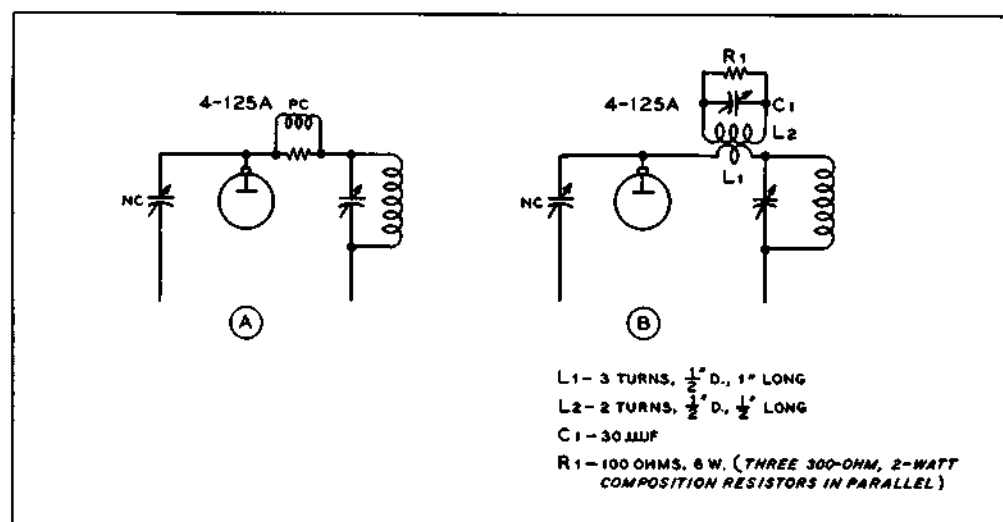 R1
4-125A PC
4-125A
C1
L2
L1
NC
NC
A
B
L1 – 3 TURNS, 1/2" D., 1" LONG
L2 – 2 TURNS, 1/2" D., 1/2" LONG
C1 – 30 µµF
R1 – 100 OHMS, 6 W. (THREE 300-OHM, 2-WATT
COMPOSITION RESISTORS IN PARALLEL)